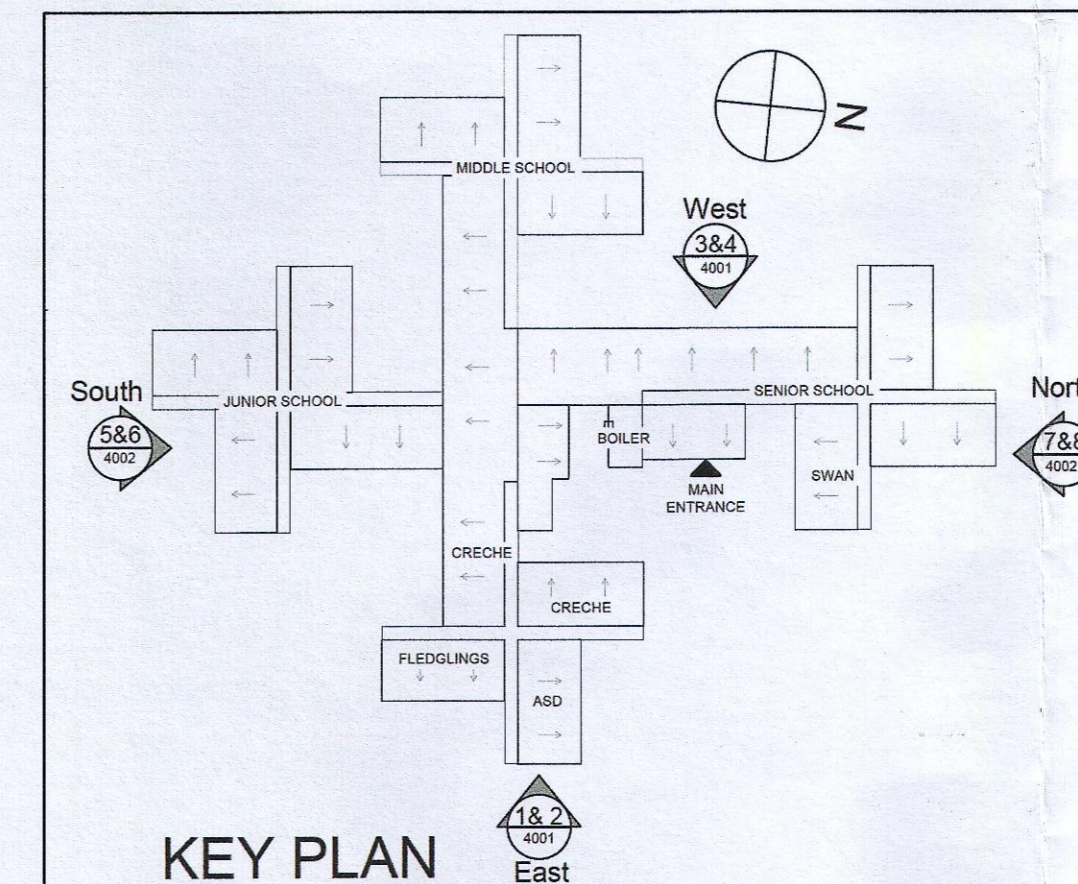 MIDDLE SCHOOL
N
West
3&4
4001
South
5&6
4002
JUNIOR SCHOOL
SENIOR SCHOOL
BOILER
MAIN
ENTRANCE
SWAN
Nort
7&8
4002
CRECHE
CRECHE
FLEDGLINGS
ASD
1& 2
4001
East
KEY PLAN